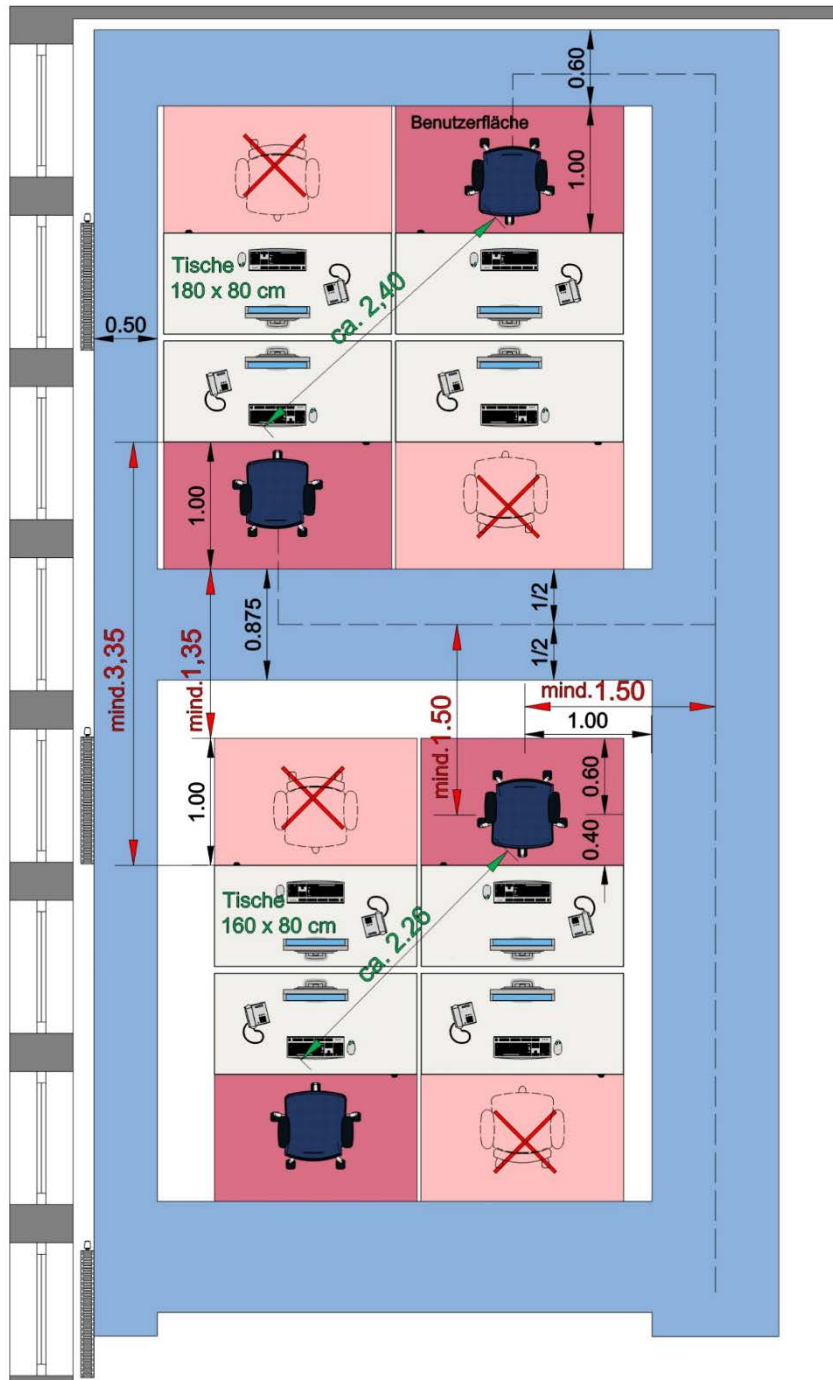 0.60
Benutzerfläche
1.00
Tische
180 x 80 cm
ca. 2,40
0.50
1.00
mind.3,35
mind.1,35
0.875
1/2
1/2
mind.1.50
mind.1.50
1.00
1.00
0.60
0.40
Tische
160 x 80 cm
ca. 2.26